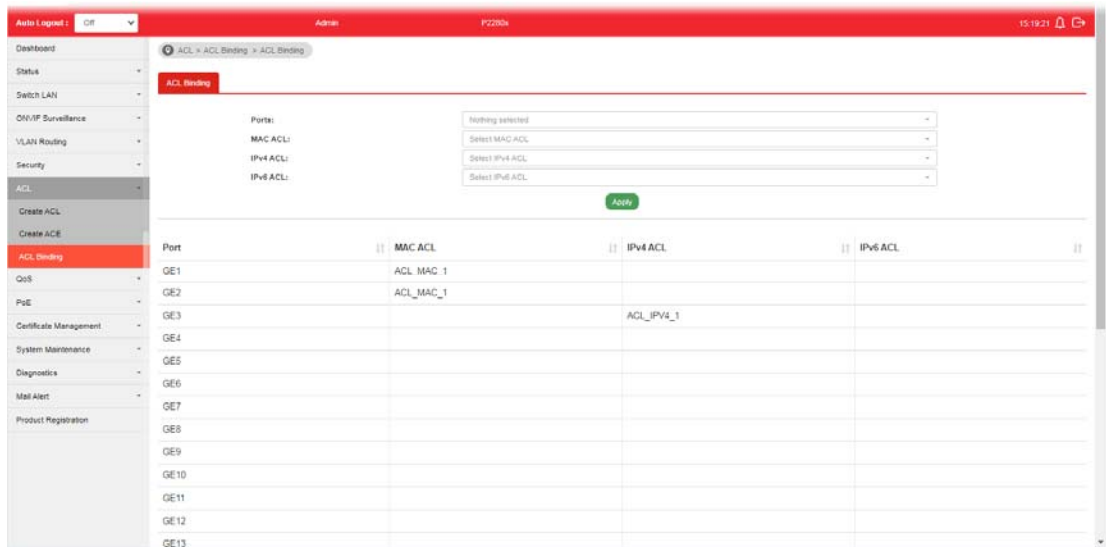 Auto Logout : Off Admin P2280x 15:19:21
Dashboard
Status
Switch LAN
ONVIF Surveillance
VLAN Routing
Security
ACL
Create ACL
Create ACE
ACL Binding
QoS
PoE
Certificate Management
System Maintenance
Diagnostics
Mail Alert
Product Registration
ACL > ACL Binding > ACL Binding
ACL Binding
Ports: Nothing selected
MAC ACL: Select MAC ACL
IPv4 ACL: Select IPv4 ACL
IPv6 ACL: Select IPv6 ACL
Apply
Port MAC ACL IPv4 ACL IPv6 ACL
GE1 ACL_MAC_1
GE2 ACL_MAC_1
GE3 ACL_IPV4_1
GE4
GE5
GE6
GE7
GE8
GE9
GE10
GE11
GE12
GE13